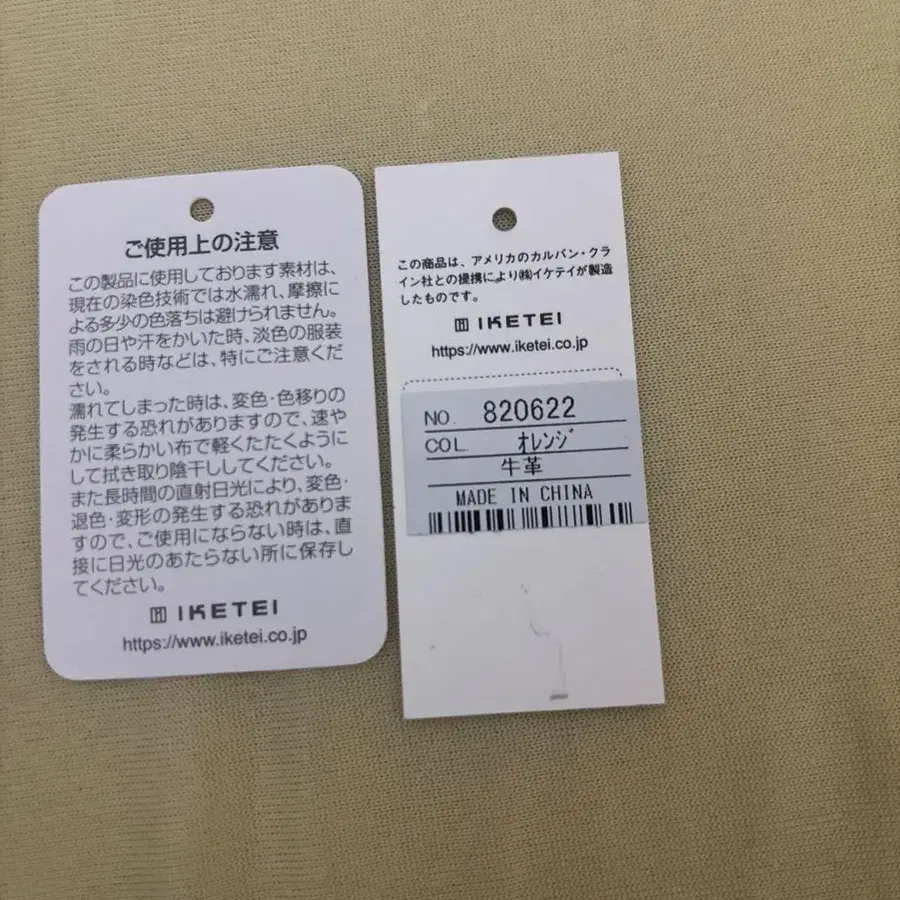 ご使用上の注意
この製品に使用しております素材は、
現在の染色技術では水濡れ、摩擦に
よる多少の色落ちは避けられません。
雨の日や汗をかいた時、淡色の服装
をされる時などは、特にご注意くだ
さい。
濡れてしまった時は、変色・色移りの
発生する恐れがありますので、速や
かに柔らかい布で軽くたたくように
して拭き取り陰干ししてください。
また長時間の直射日光により、変色・
退色・変形の発生する恐れがありま
すので、ご使用にならない時は、直
接に日光のあたらない所に保存し
てください。
IKETEI
https://www.iketei.co.jp
この商品は、アメリカのカルバン・クラ
イン社との提携により㈱イケテイが製造
したものです。
IKETEI
https://www.iketei.co.jp
NO. 820622
COL オレンジ
牛革
MADE IN CHINA